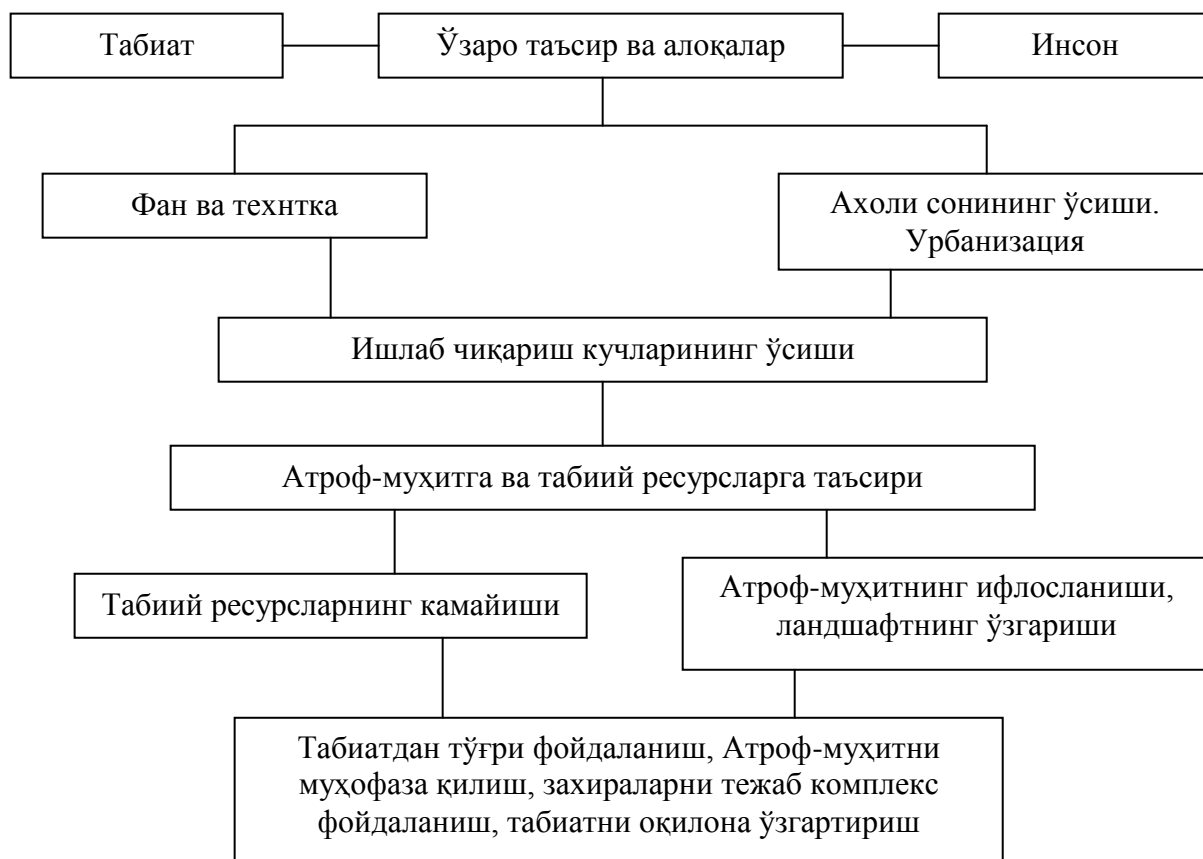 Табиат
Ўзаро таъсир ва алоқалар
Инсон
Фан ва технтка
Ахоли сонининг ўсиши.
Урбанизация
Ишлаб чиқариш кучларининг ўсиши
Атроф-муҳитга ва табиий ресурсларга таъсири
Табиий ресурсларнинг камайиши
Атроф-муҳитнинг ифлосланиши,
ландшафтнинг ўзгариши
Табиатдан тўғри фойдаланиш, Атроф-муҳитни
муҳофаза қилиш, захираларни тежаб комплекс
фойдаланиш, табиатни оқилона ўзгартириш